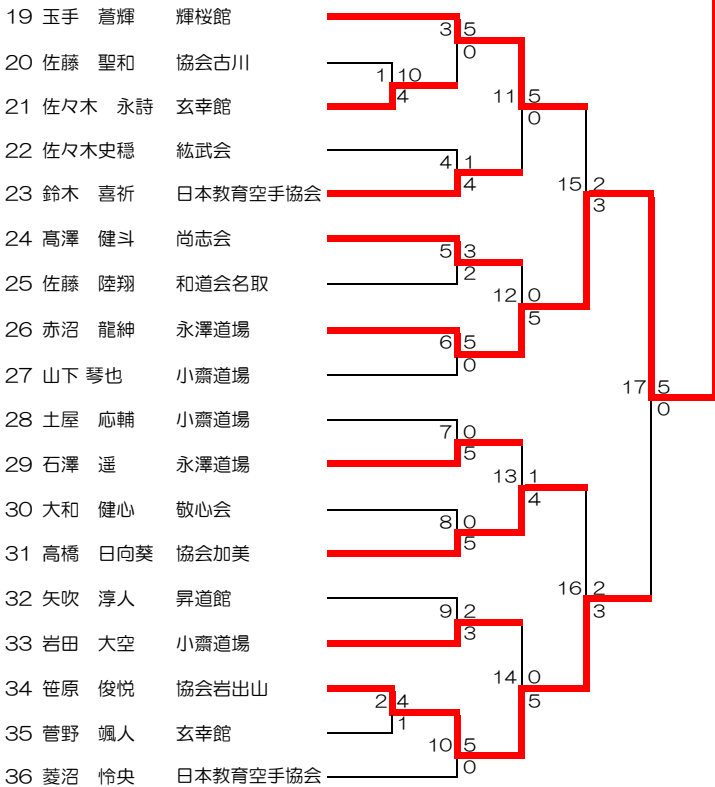 19 玉手　蒼輝　輝桜館
20 佐藤　聖和　協会古川
21 佐々木　永詩　玄幸館
22 佐々木史穏　紘武会
23 鈴木　喜祈　日本教育空手協会
24 髙澤　健斗　尚志会
25 佐藤　陸翔　和道会名取
26 赤沼　龍紳　永澤道場
27 山下 琴也　小齋道場
28 土屋　応輔　小齋道場
29 石澤　遥　永澤道場
30 大和　健心　敬心会
31 高橋　日向葵　協会加美
32 矢吹　淳人　昇道館
33 岩田　大空　小齋道場
34 笹原　俊悦　協会岩出山
35 菅野　颯人　玄幸館
36 菱沼　怜央　日本教育空手協会
1 10
4
2 4
1
3 5
0
4 1
4
5 3
2
6 5
0
7 0
5
8 0
5
9 2
3
10 5
0
11 5
0
12 0
5
13 1
4
14 0
5
15 2
3
16 2
3
17 5
0